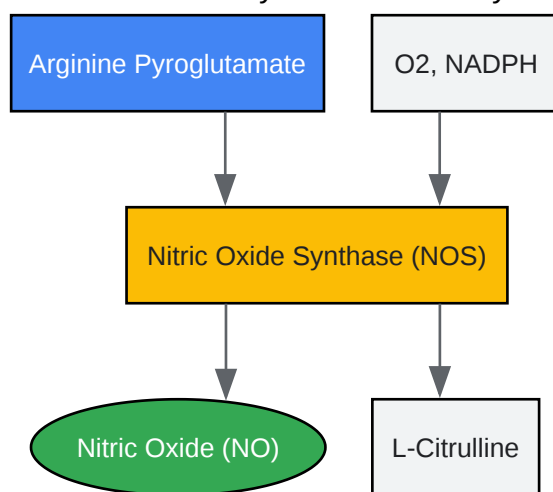 Arginine Pyroglutamate
O2, NADPH
Nitric Oxide Synthase (NOS)
Nitric Oxide (NO)
L-Citrulline